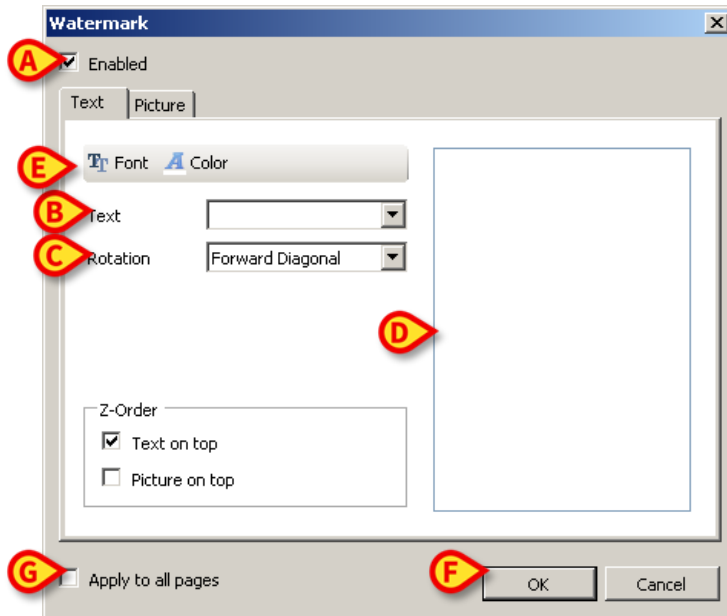 Watermark
A Enabled
Text Picture
E Font Color
B Text
C Rotation Forward Diagonal
D
Z-Order
Text on top
Picture on top
G Apply to all pages F OK Cancel